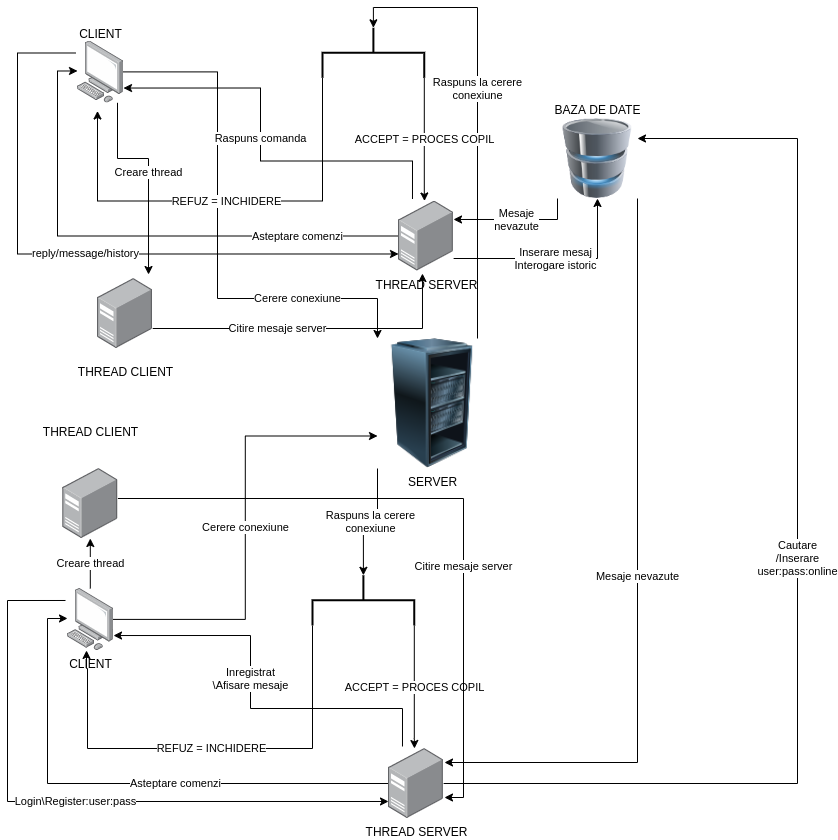 CLIENT
Raspuns la cerere
conexiune
BAZA DE DATE
Raspuns comanda
ACCEPT = PROCES COPIL
Creare thread
REFUZ = INCHIDERE
Mesaje
nevazute
Asteptare comenzi
reply/message/history
Inserare mesaj
Interogare istoric
THREAD SERVER
Cerere conexiune
Citire mesaje server
THREAD CLIENT
THREAD CLIENT
SERVER
Raspuns la cerere
conexiune
Cerere conexiune
Creare thread
Citire mesaje server
Mesaje nevazute
Cautare
/Inserare
user:pass:online
CLIENT
Inregistrat
\Afisare mesaje
ACCEPT = PROCES COPIL
REFUZ = INCHIDERE
Asteptare comenzi
Login\Register:user:pass
THREAD SERVER